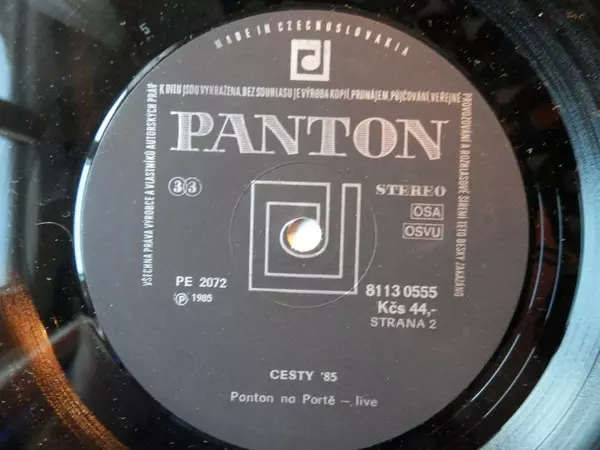 MADE IN CZECHOSLOVAKIA
VŠECHNA PRÁVA VÝROBCE A VLASTNÍKŮ AUTORSKÝCH PRÁV
K DÍLU JSOU VYHRAŽENA. BEZ SOUHLASU JE VÝROBA KOPIÍ, PRONÁJEM, PŮJČOVÁNÍ, VEŘEJNÉ
PROVOZOVÁNÍ A ROZHLASOVÉ ŠÍŘENÍ TÉTO DESKY ZAKÁZÁNO
PANTON
33
STEREO
OSA
OSVU
PE 2072
Ⓟ 1985
8113 0555
Kčs 44,-
STRANA 2
CESTY '85
Panton na Portě – live